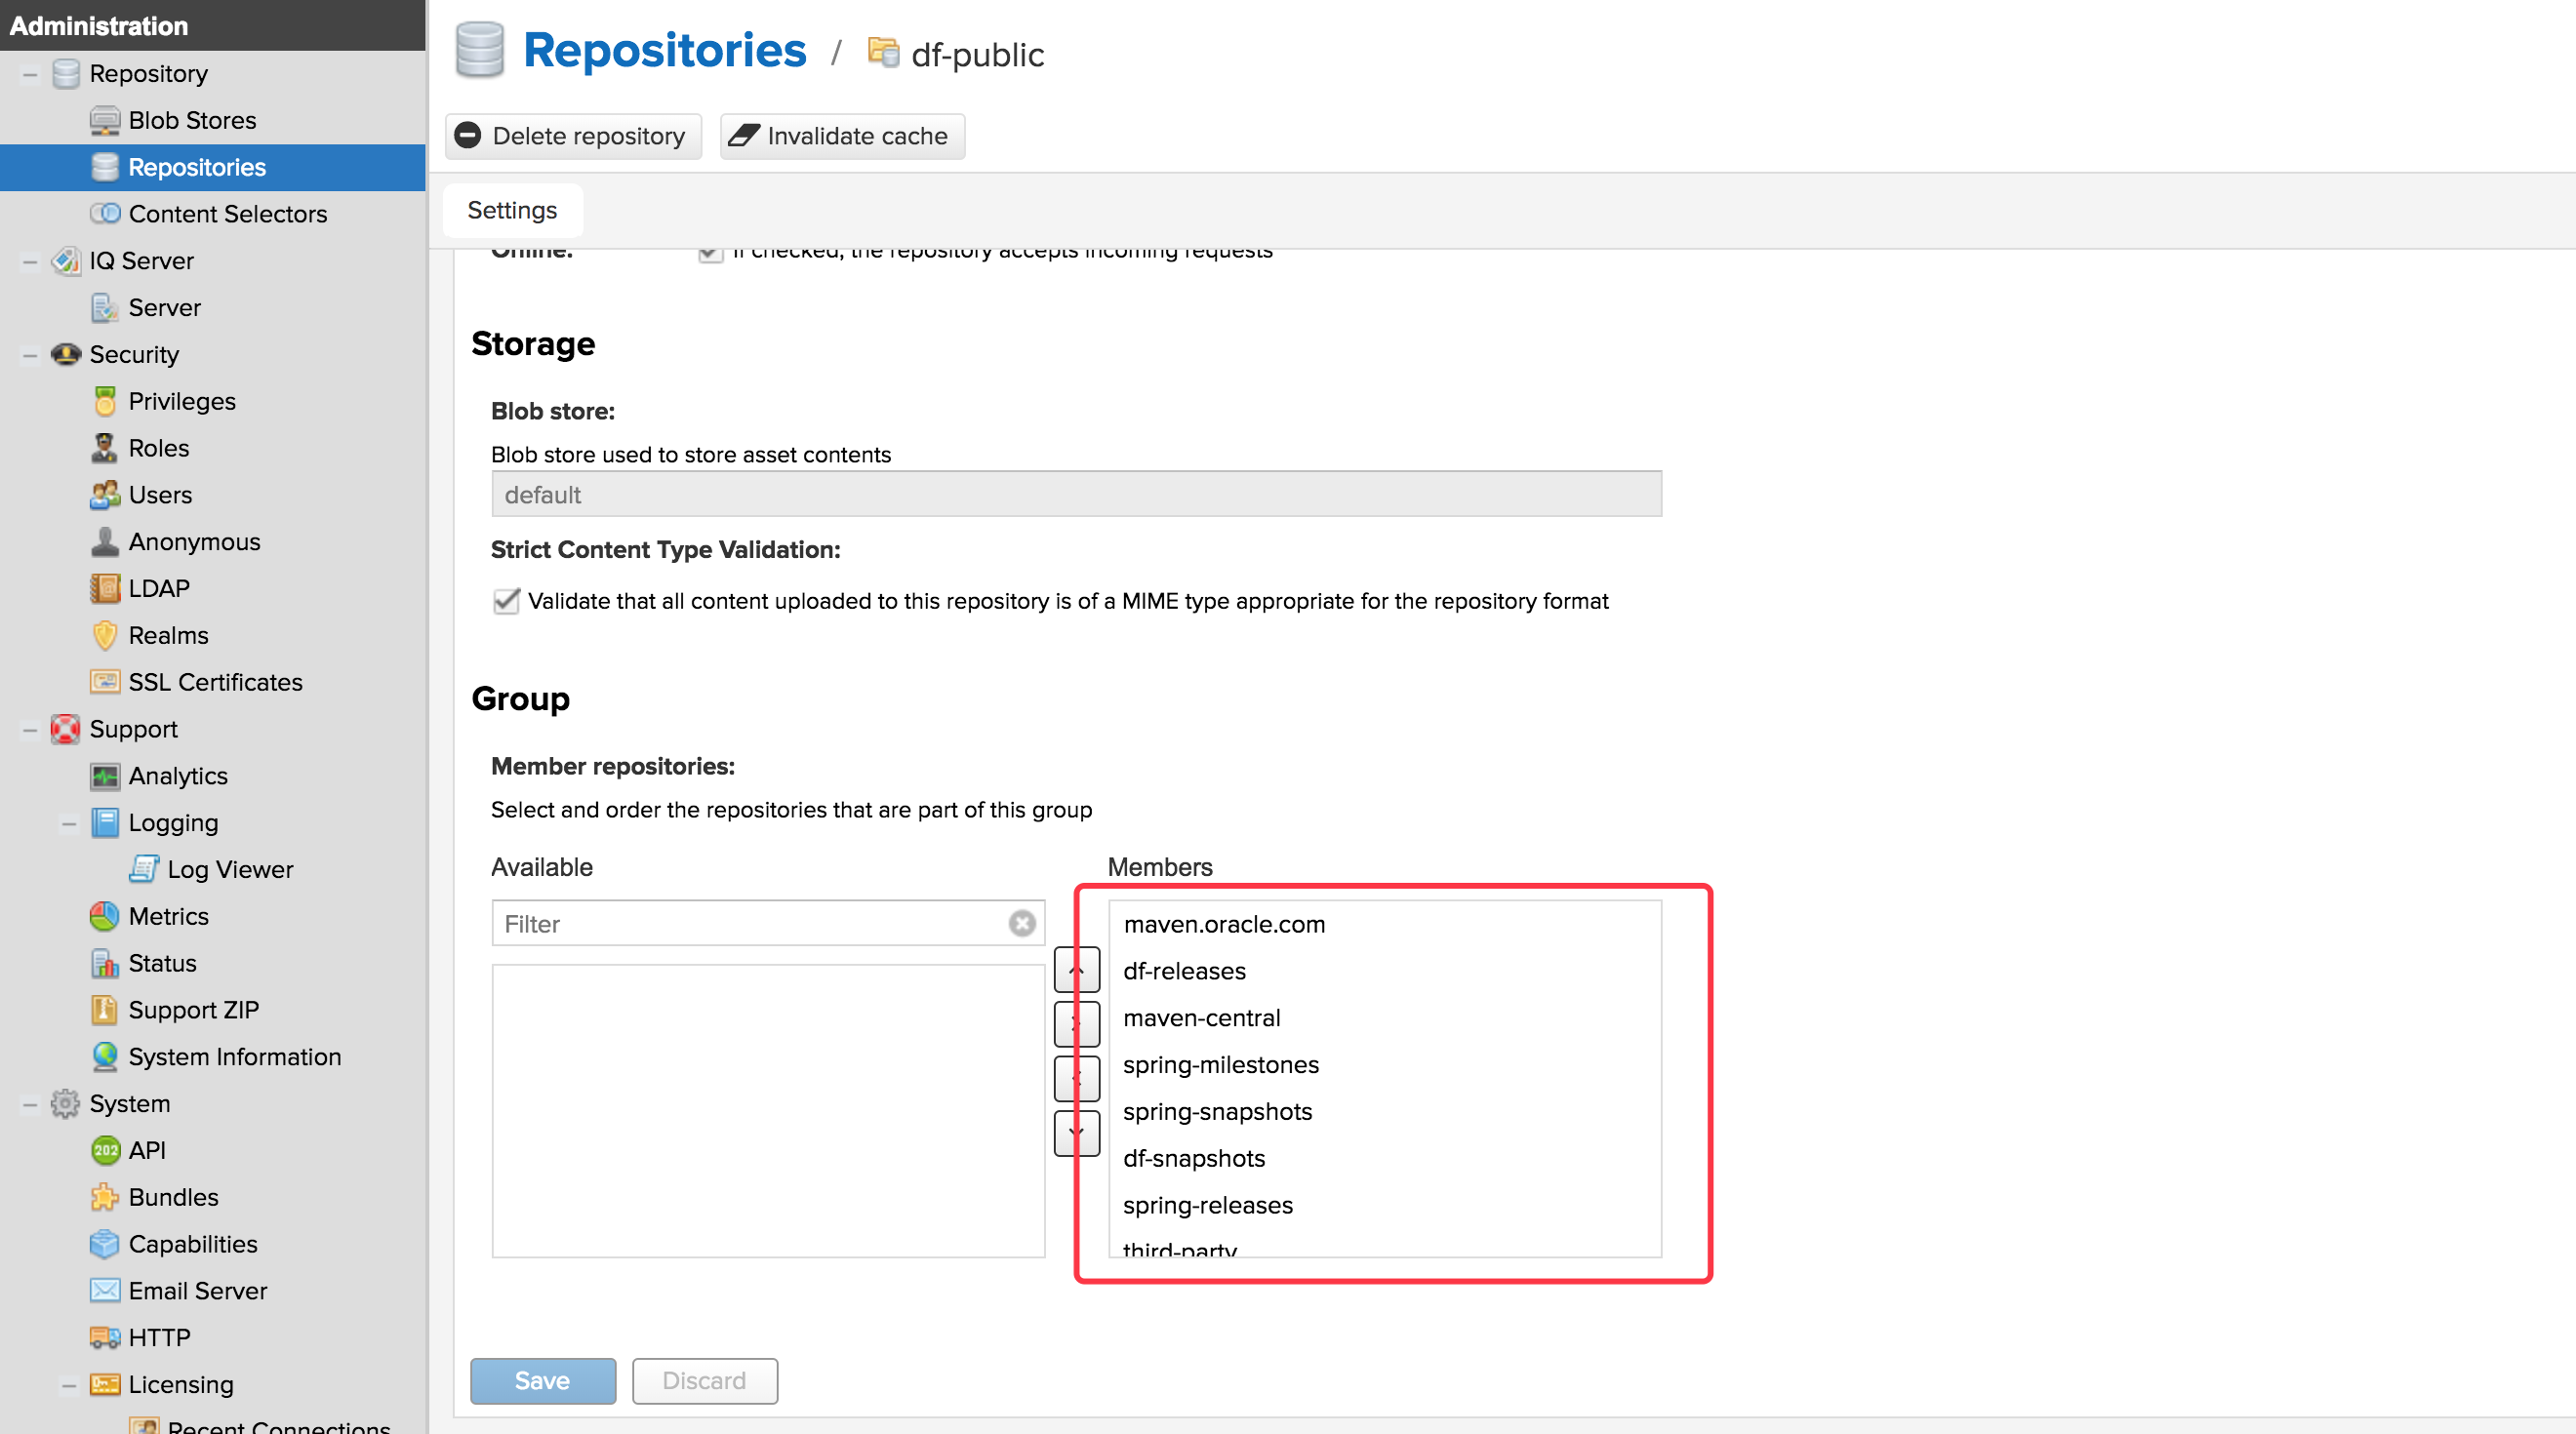 Administration
Repository
Blob Stores
Repositories
Content Selectors
IQ Server
Server
Security
Privileges
Roles
Users
Anonymous
LDAP
Realms
SSL Certificates
Support
Analytics
Logging
Log Viewer
Metrics
Status
Support ZIP
System Information
System
202 API
Bundles
Capabilities
Email Server
HTTP
Licensing
Recent Connections
Repositories / df-public
Delete repository Invalidate cache
Settings
Online: If checked, the repository accepts incoming requests
Storage
Blob store:
Blob store used to store asset contents
default
Strict Content Type Validation:
Validate that all content uploaded to this repository is of a MIME type appropriate for the repository format
Group
Member repositories:
Select and order the repositories that are part of this group
Available
Filter
Members
maven.oracle.com
df-releases
maven-central
spring-milestones
spring-snapshots
df-snapshots
spring-releases
third-party
Save Discard